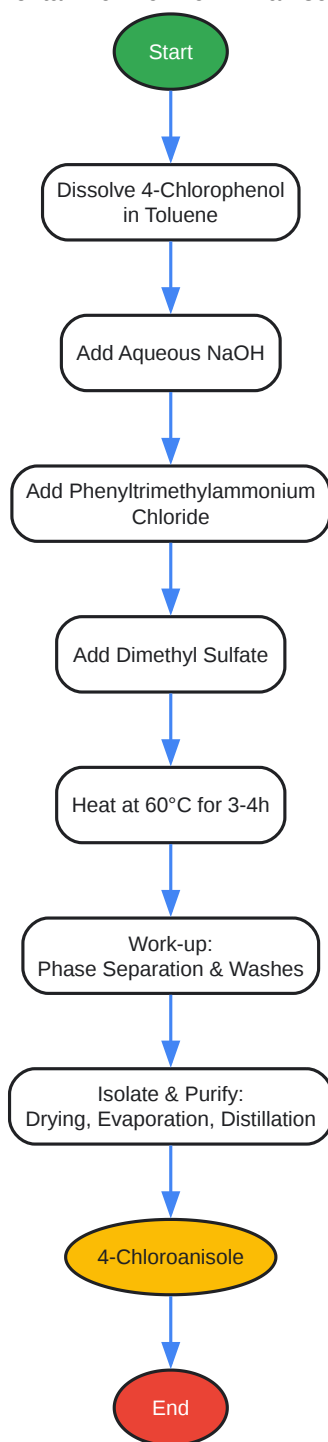 Start
Dissolve 4-Chlorophenol
in Toluene
Add Aqueous NaOH
Add Phenyltrimethylammonium
Chloride
Add Dimethyl Sulfate
Heat at 60°C for 3-4h
Work-up:
Phase Separation & Washes
Isolate & Purify:
Drying, Evaporation, Distillation
4-Chloroanisole
End